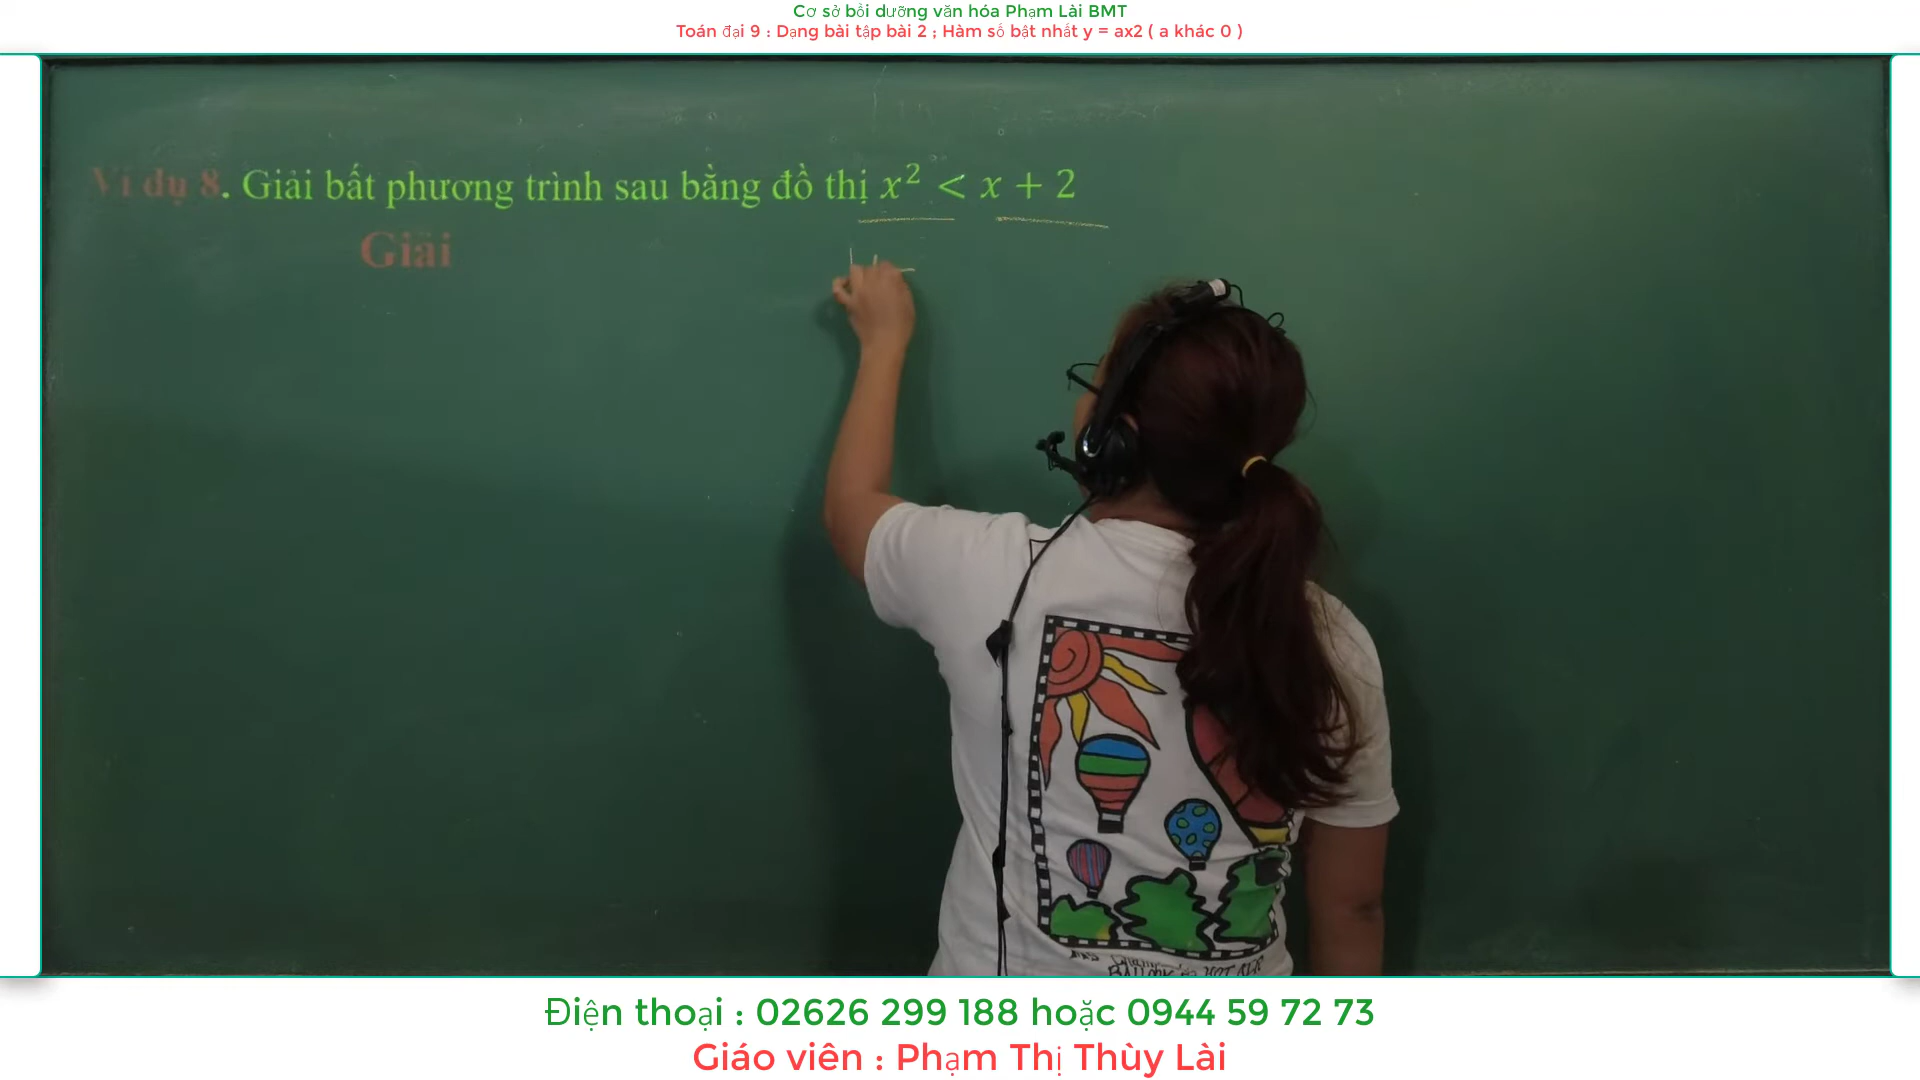 Cơ sở bồi dưỡng văn hóa Phạm Lài BMT
Toán đại 9 : Dạng bài tập bài 2 ; Hàm số bật nhất y = ax2 ( a khác 0 )
Ví dụ 8. Giải bất phương trình sau bằng đồ thị x² < x + 2
Giải
Điện thoại : 02626 299 188 hoặc 0944 59 72 73
Giáo viên : Phạm Thị Thùy Lài